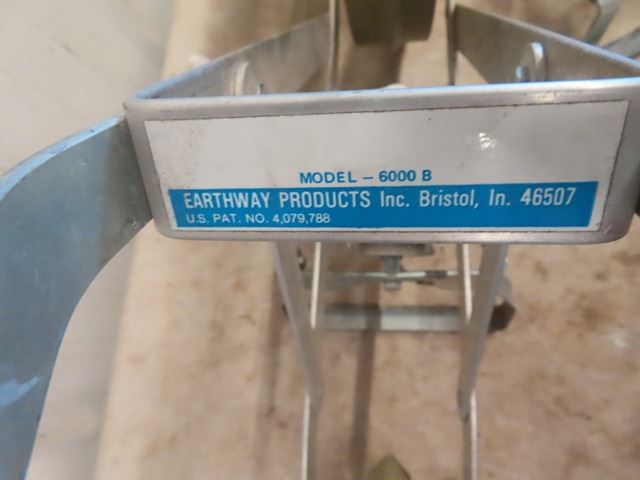 MODEL – 6000 B
EARTHWAY PRODUCTS Inc. Bristol, In. 46507
U.S. PAT. NO. 4,079,788